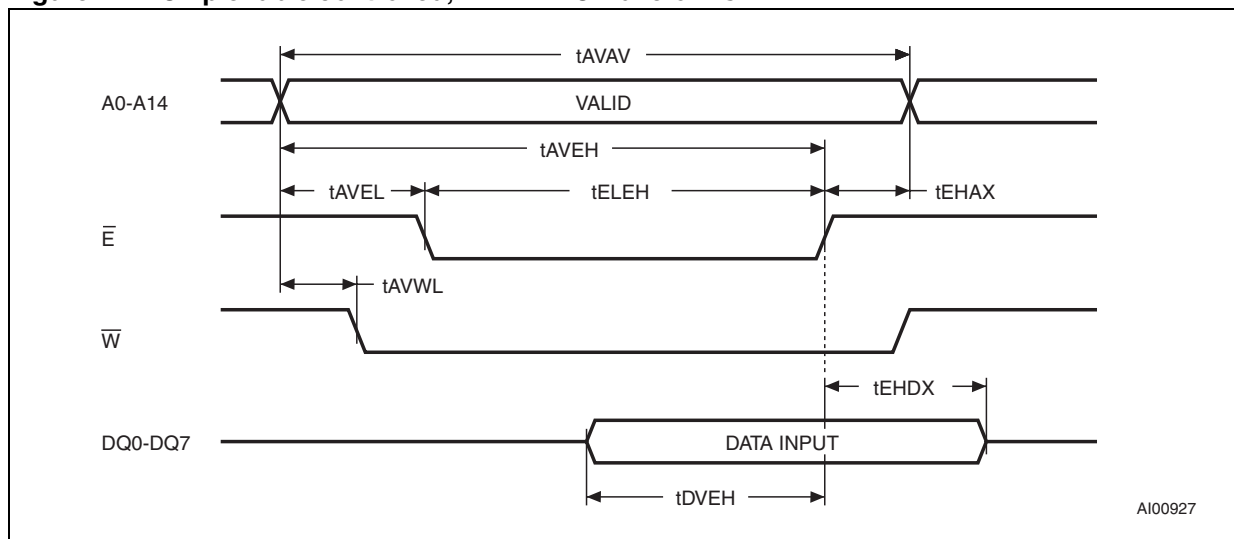 tAVAV
A0-A14
VALID
tAVEH
tAVEL
tELEH
tEHAX
E
tAVWL
W
tEHDX
DQ0-DQ7
DATA INPUT
tDVEH
AI00927